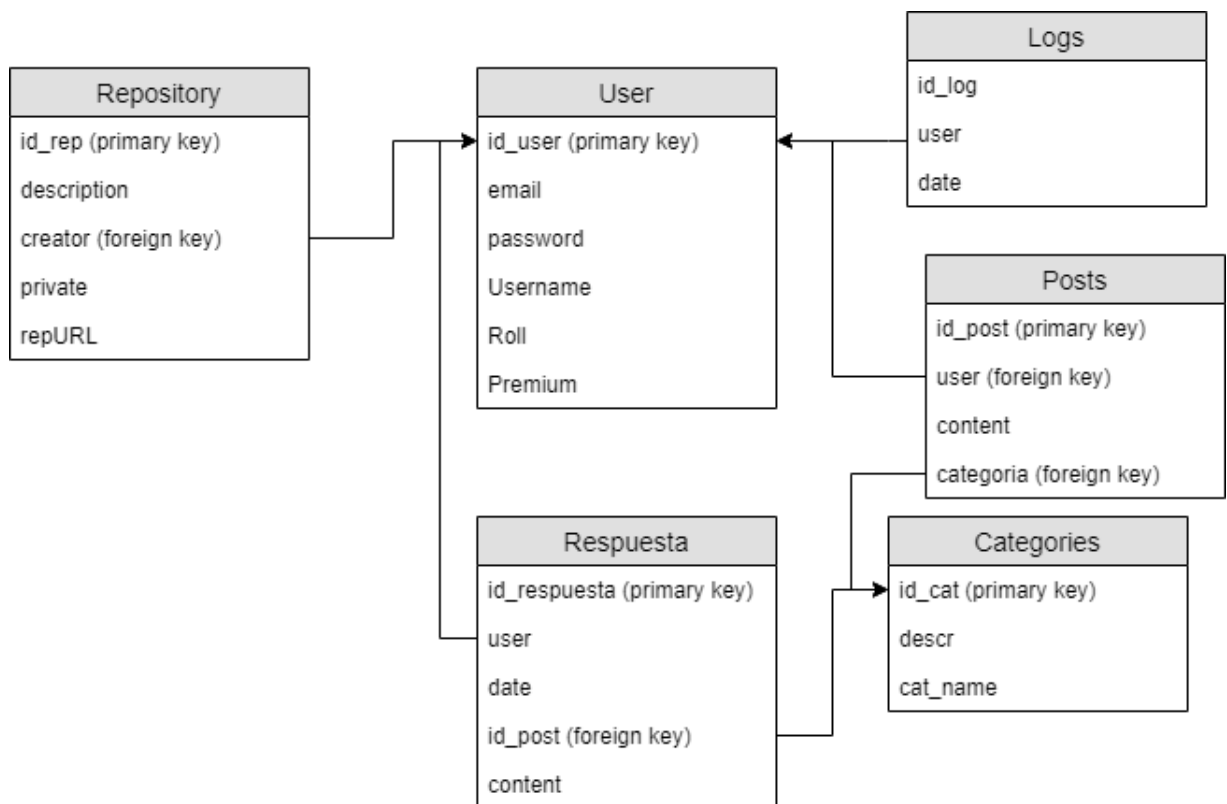 Repository
id_rep (primary key)
description
creator (foreign key)
private
repURL
User
id_user (primary key)
email
password
Username
Roll
Premium
Logs
id_log
user
date
Posts
id_post (primary key)
user (foreign key)
content
categoria (foreign key)
Respuesta
id_respuesta (primary key)
user
date
id_post (foreign key)
content
Categories
id_cat (primary key)
descr
cat_name